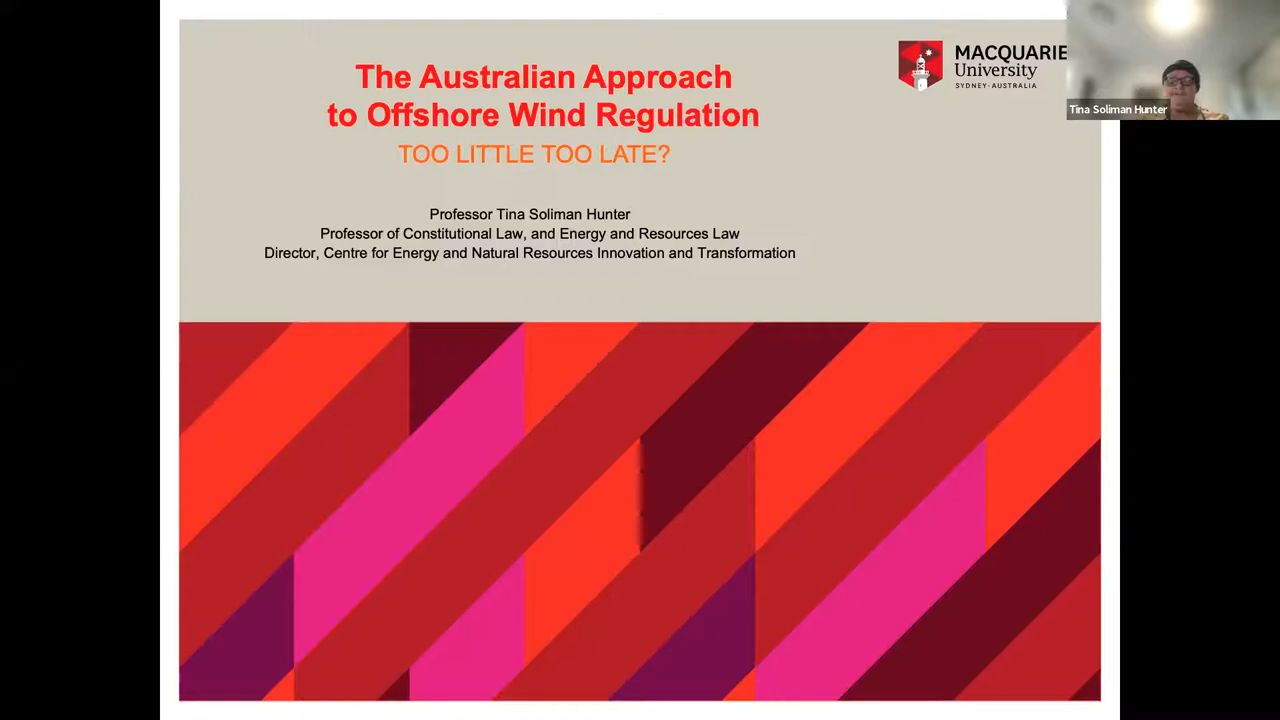 The Australian Approach
to Offshore Wind Regulation
TOO LITTLE TOO LATE?
Professor Tina Soliman Hunter
Professor of Constitutional Law, and Energy and Resources Law
Director, Centre for Energy and Natural Resources Innovation and Transformation
MACQUARIE
University
SYDNEY·AUSTRALIA
Tina Soliman Hunter